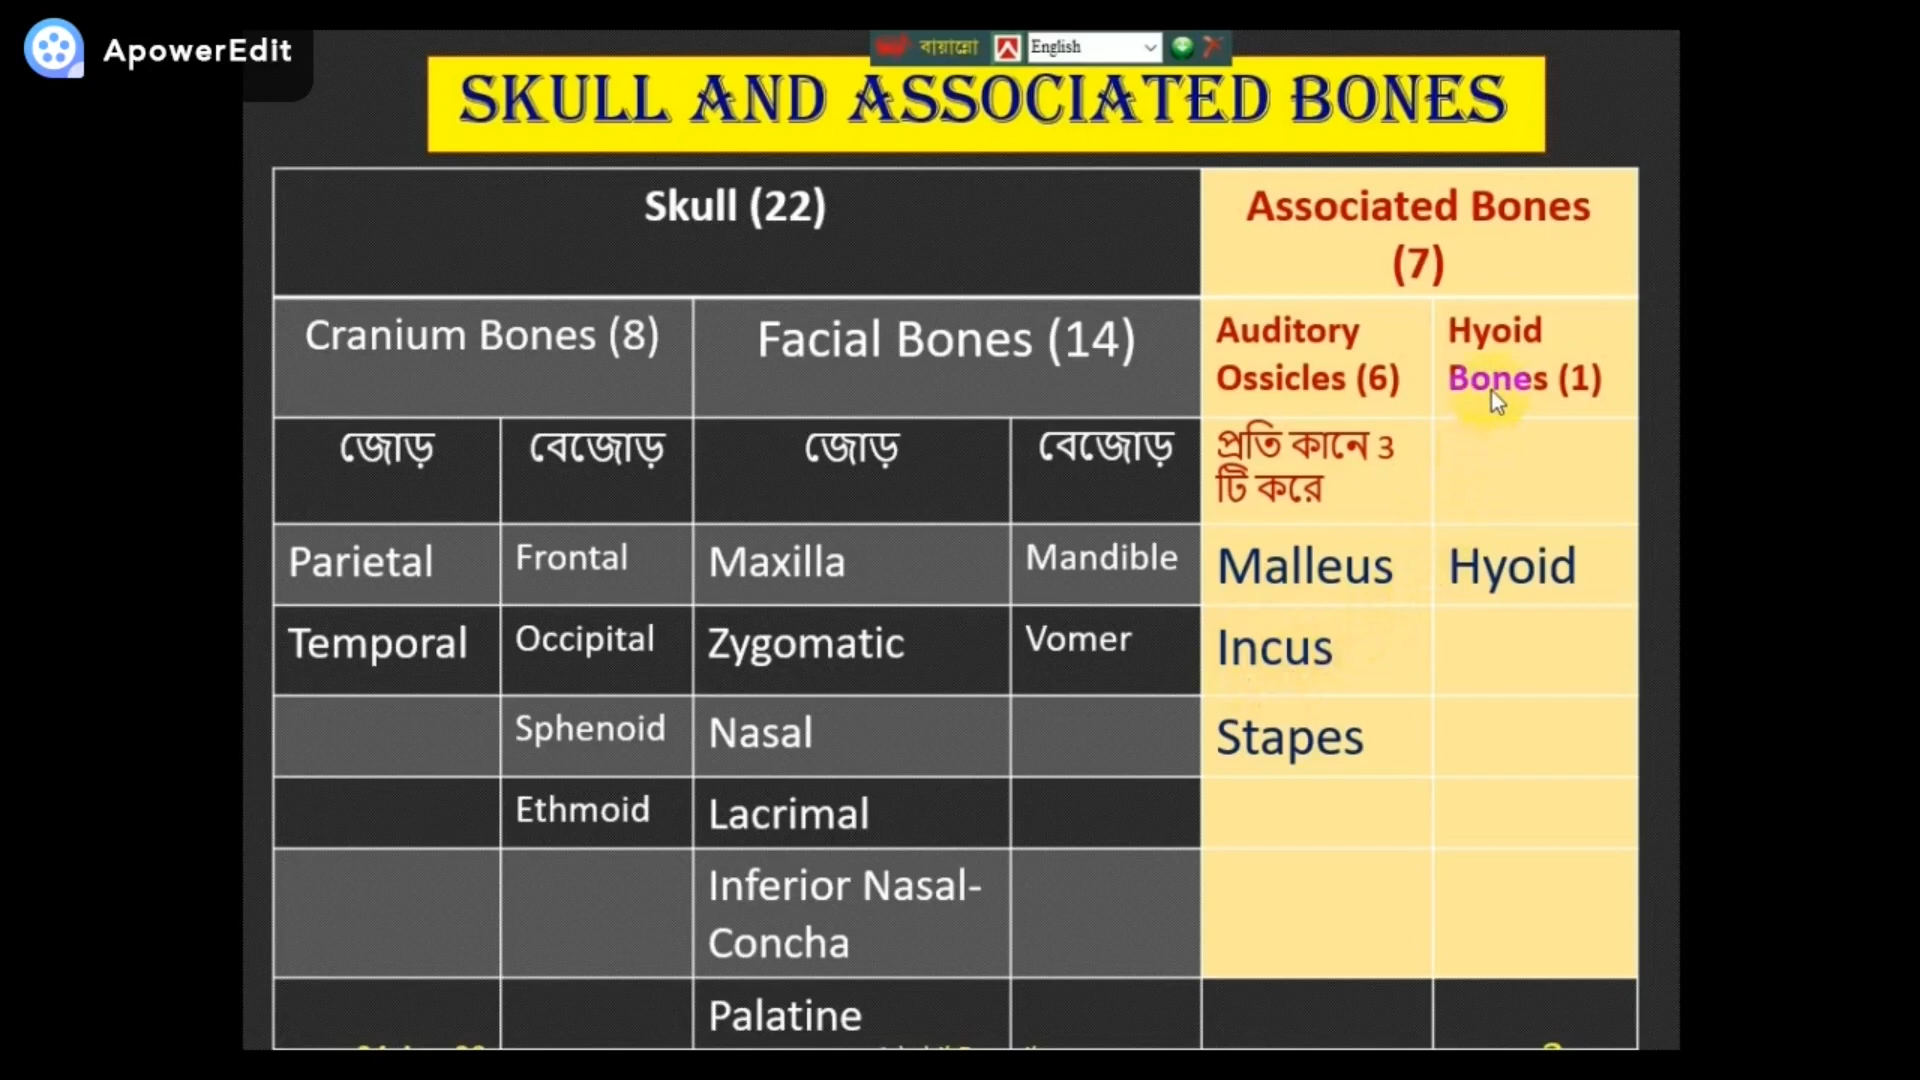 ApowerEdit
বায়ান্নো English
SKULL AND ASSOCIATED BONES
Skull (22)
Associated Bones
(7)
Cranium Bones (8)
Facial Bones (14)
Auditory
Ossicles (6)
Hyoid
Bones (1)
জোড়
বেজোড়
জোড়
বেজোড়
প্রতি কানে 3
টি করে
Parietal
Frontal
Maxilla
Mandible
Malleus
Hyoid
Temporal
Occipital
Zygomatic
Vomer
Incus
Sphenoid
Nasal
Stapes
Ethmoid
Lacrimal
Inferior Nasal-
Concha
Palatine